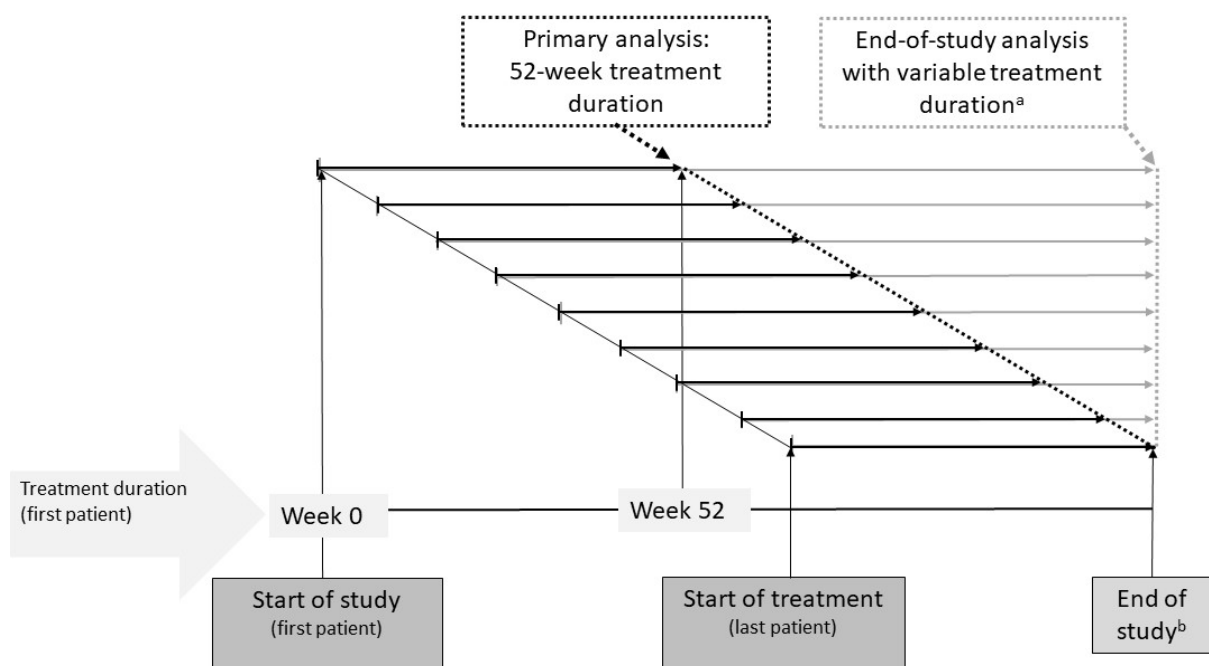 Primary analysis:
52-week treatment
duration
End-of-study analysis
with variable treatment
durationᵃ
Treatment duration
(first patient)
Week 0
Week 52
Start of study
(first patient)
Start of treatment
(last patient)
End of
studyᵇ